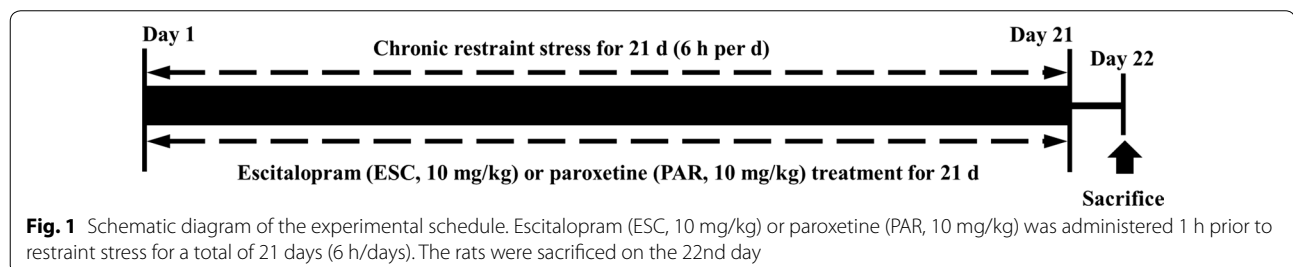 Day 1
Chronic restraint stress for 21 d (6 h per d)
Day 21
Day 22
Escitalopram (ESC, 10 mg/kg) or paroxetine (PAR, 10 mg/kg) treatment for 21 d
Sacrifice
Fig. 1 Schematic diagram of the experimental schedule. Escitalopram (ESC, 10 mg/kg) or paroxetine (PAR, 10 mg/kg) was administered 1 h prior to
restraint stress for a total of 21 days (6 h/days). The rats were sacrificed on the 22nd day